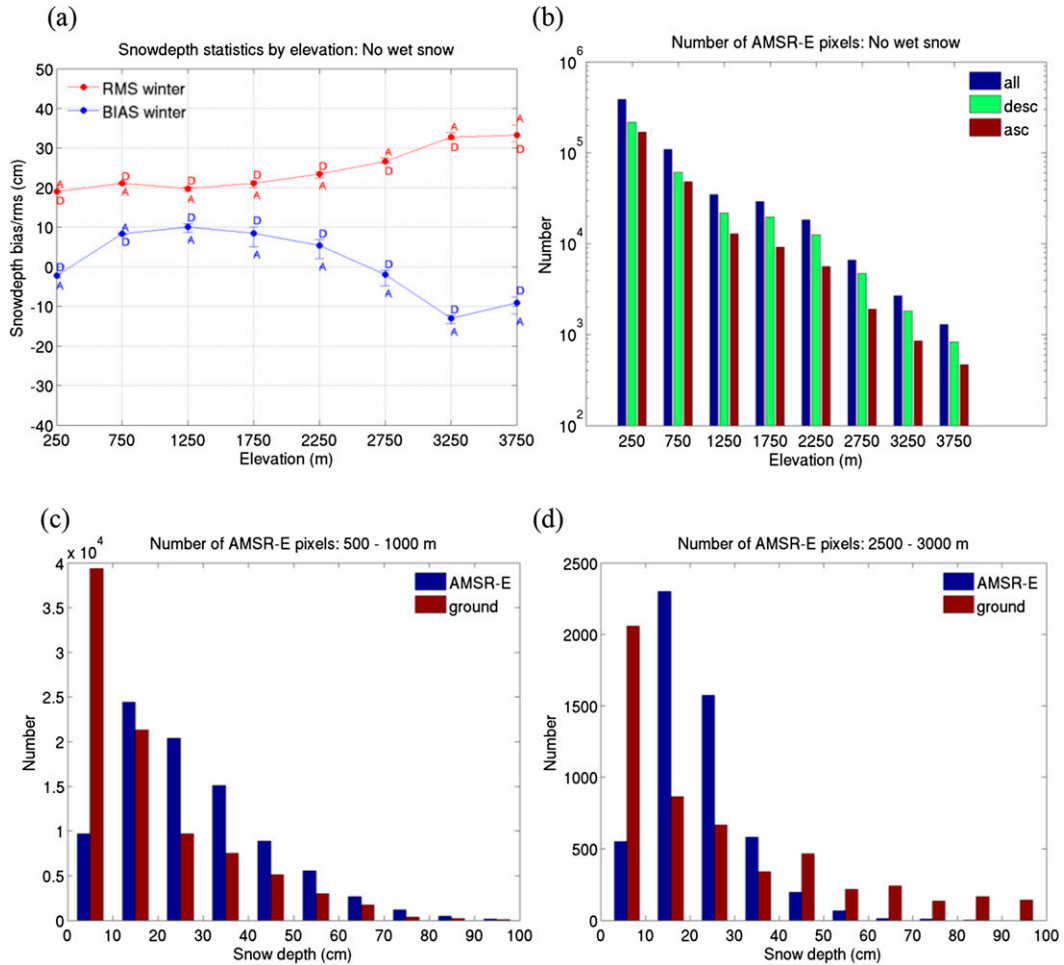 (a)
Snowdepth statistics by elevation: No wet snow
RMS winter
BIAS winter
Snowdepth bias/rms (cm)
50
40
30
20
10
0
-10
-20
-30
-40
A D D A D A D A D A A D A D A D
D A A D D A D A D A D A D A D A
250 750 1250 1750 2250 2750 3250 3750
Elevation (m)
(b)
Number of AMSR-E pixels: No wet snow
all
desc
asc
Number
10^6
10^5
10^4
10^3
10^2
250 750 1250 1750 2250 2750 3250 3750
Elevation (m)
(c)
Number of AMSR-E pixels: 500 - 1000 m
x 10^4
AMSR-E
ground
Number
4
3.5
3
2.5
2
1.5
1
0.5
0
0 10 20 30 40 50 60 70 80 90 100
Snow depth (cm)
(d)
Number of AMSR-E pixels: 2500 - 3000 m
AMSR-E
ground
Number
2500
2000
1500
1000
500
0
0 10 20 30 40 50 60 70 80 90 100
Snow depth (cm)